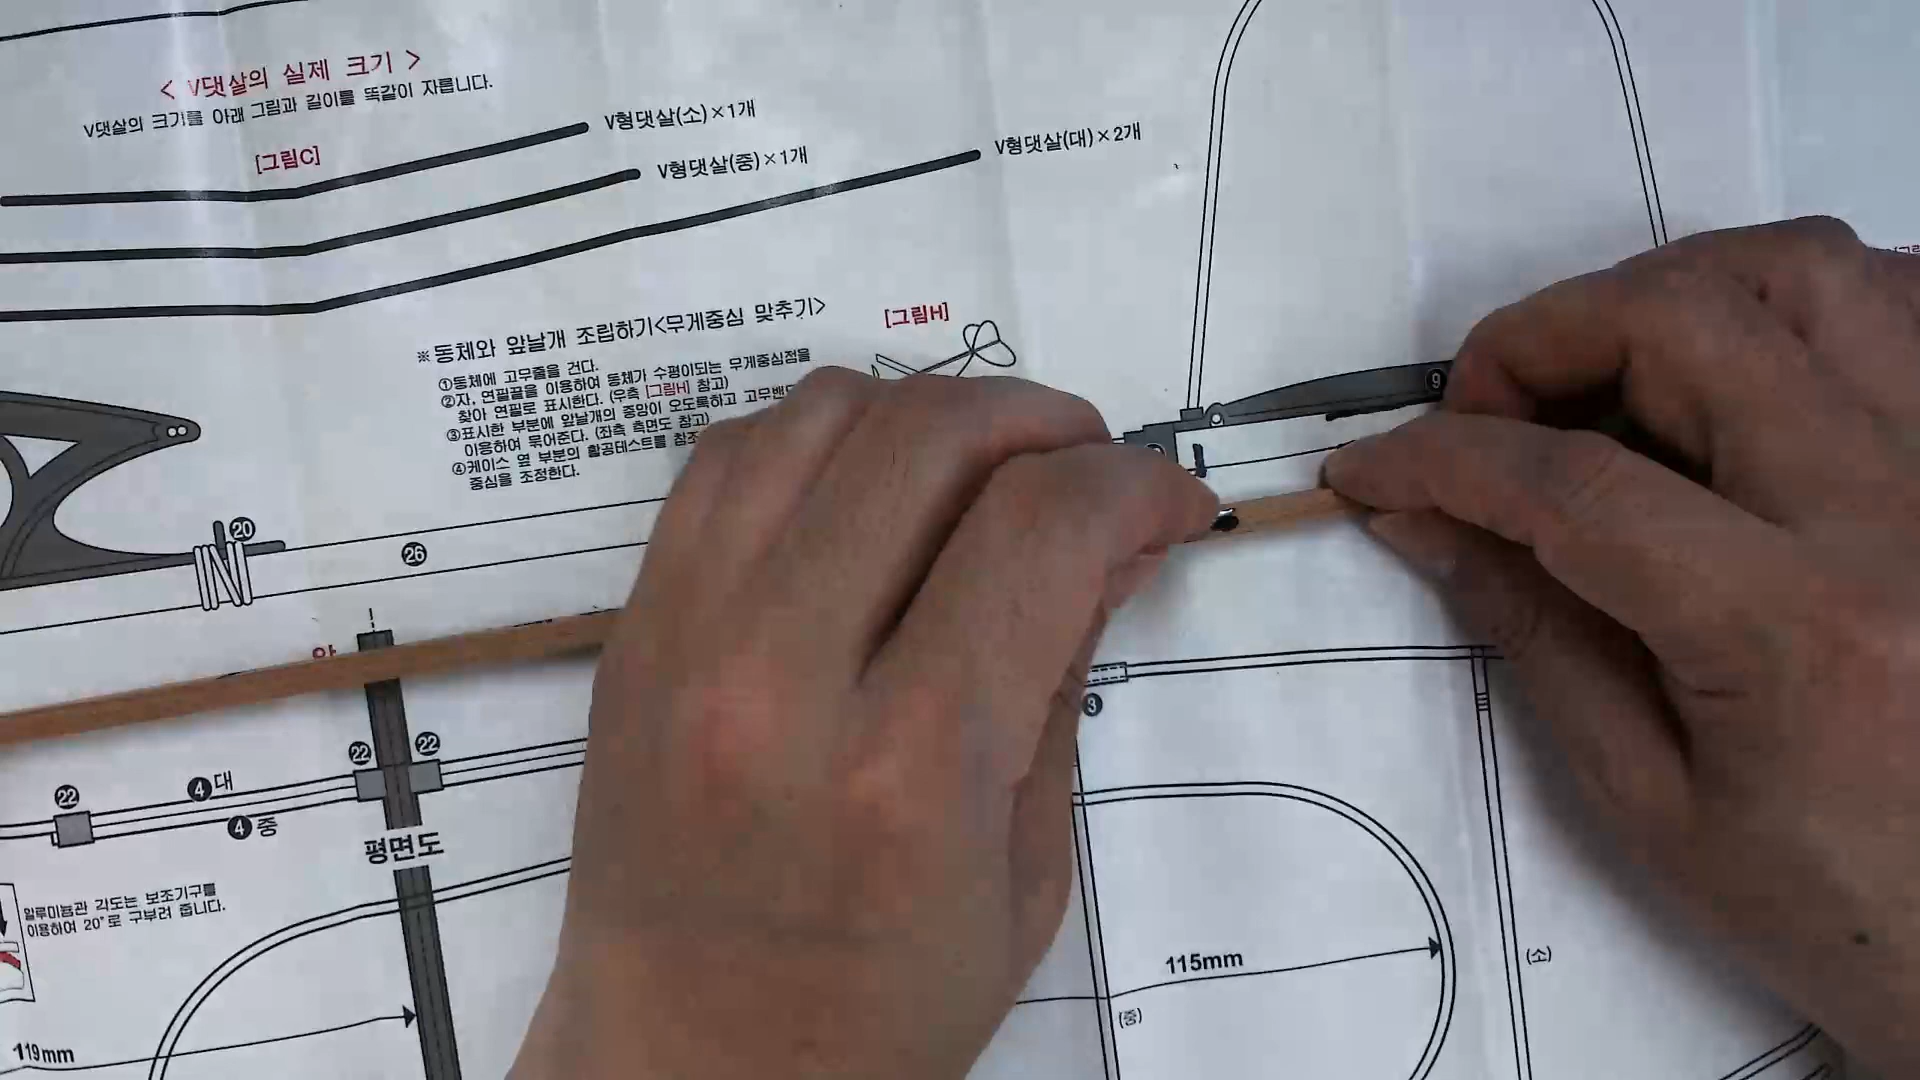 < V댓살의 실제 크기 >
V댓살의 크기를 아래 그림과 길이를 똑같이 자릅니다.
[그림C]
V형댓살(소)×1개
V형댓살(중)×1개
V형댓살(대)×2개
※동체와 앞날개 조립하기<무게중심 맞추기>
[그림H]
①동체에 고무줄을 건다.
②자, 연필끝을 이용하여 동체가 수평이되는 무게중심점을
찾아 연필로 표시한다. (우측 [그림H] 참고)
③표시한 부분에 앞날개의 중앙이 오도록하고 고무밴드
이용하여 묶어준다. (좌측 측면도 참고)
④케이스 옆 부분의 활공테스트를 참조
중심을 조정한다.
9
20
26
앞
3
22
22
22
4 대
4 중
평면도
알루미늄관 각도는 보조기구를
이용하여 20°로 구부려 줍니다.
119mm
115mm
(중)
(소)